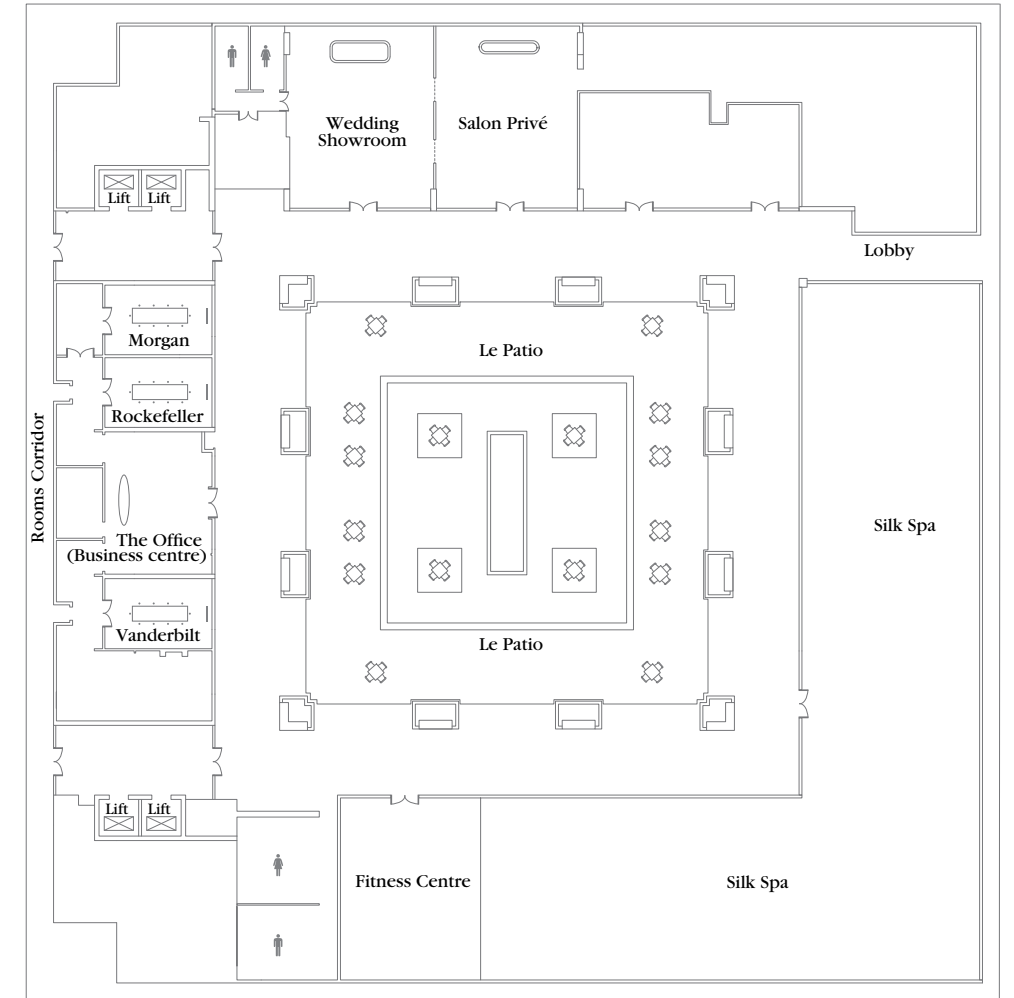 Wedding
Showroom
Salon Privé
Lift
Lift
Lobby
Morgan
Le Patio
Rockefeller
Rooms Corridor
Silk Spa
The Office
(Business centre)
Vanderbilt
Le Patio
Lift
Lift
Fitness Centre
Silk Spa